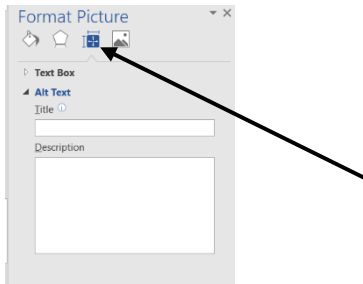 Format Picture
Text Box
Alt Text
Title
Description